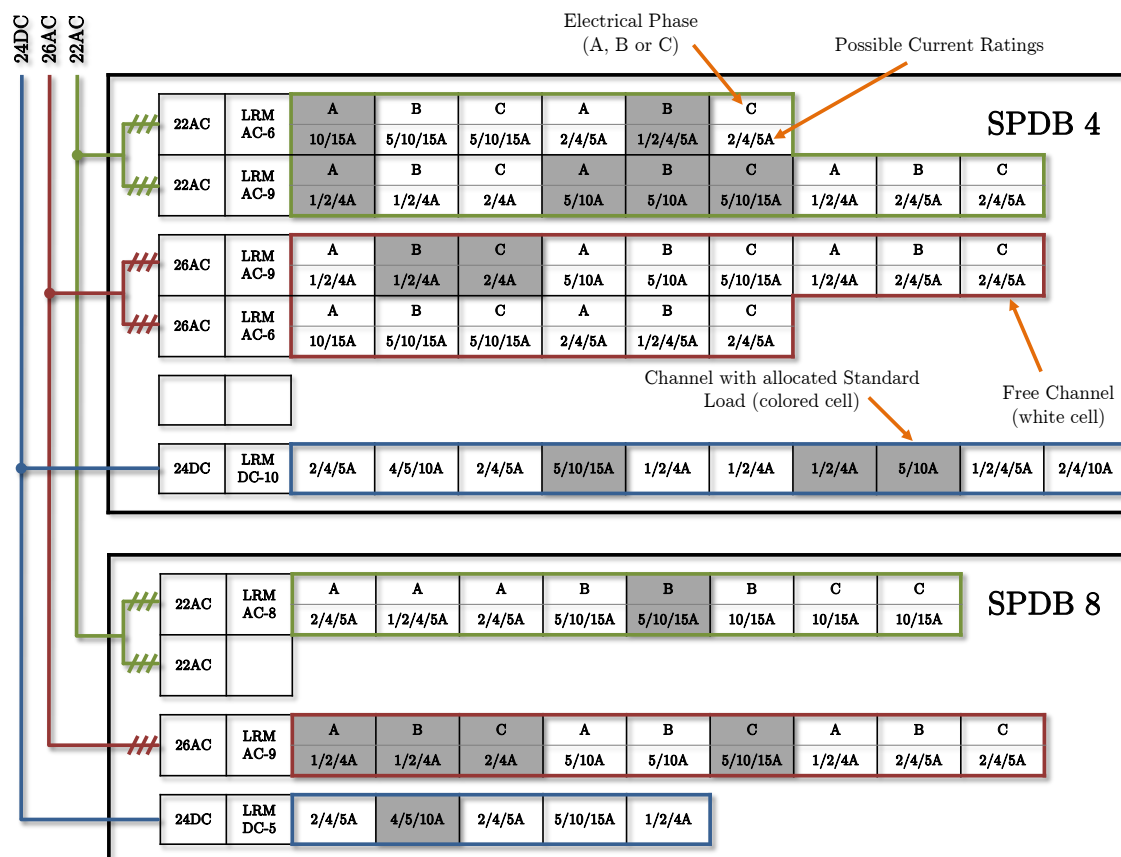 24DC
26AC
22AC
Electrical Phase
(A, B or C)
Possible Current Ratings
SPDB 4
22AC
LRM
AC-6
A B C A B C
10/15A 5/10/15A 5/10/15A 2/4/5A 1/2/4/5A 2/4/5A
22AC
LRM
AC-9
A B C A B C A B C
1/2/4A 1/2/4A 2/4A 5/10A 5/10A 5/10/15A 1/2/4A 2/4/5A 2/4/5A
26AC
LRM
AC-9
A B C A B C A B C
1/2/4A 1/2/4A 2/4A 5/10A 5/10A 5/10/15A 1/2/4A 2/4/5A 2/4/5A
26AC
LRM
AC-6
A B C A B C
10/15A 5/10/15A 5/10/15A 2/4/5A 1/2/4/5A 2/4/5A
Channel with allocated Standard
Load (colored cell)
Free Channel
(white cell)
24DC
LRM
DC-10
2/4/5A 4/5/10A 2/4/5A 5/10/15A 1/2/4A 1/2/4A 1/2/4A 5/10A 1/2/4/5A 2/4/10A
SPDB 8
22AC
LRM
AC-8
A A A B B B C C
2/4/5A 1/2/4/5A 2/4/5A 5/10/15A 5/10/15A 10/15A 10/15A 10/15A
22AC
26AC
LRM
AC-9
A B C A B C A B C
1/2/4A 1/2/4A 2/4A 5/10A 5/10A 5/10/15A 1/2/4A 2/4/5A 2/4/5A
24DC
LRM
DC-5
2/4/5A 4/5/10A 2/4/5A 5/10/15A 1/2/4A